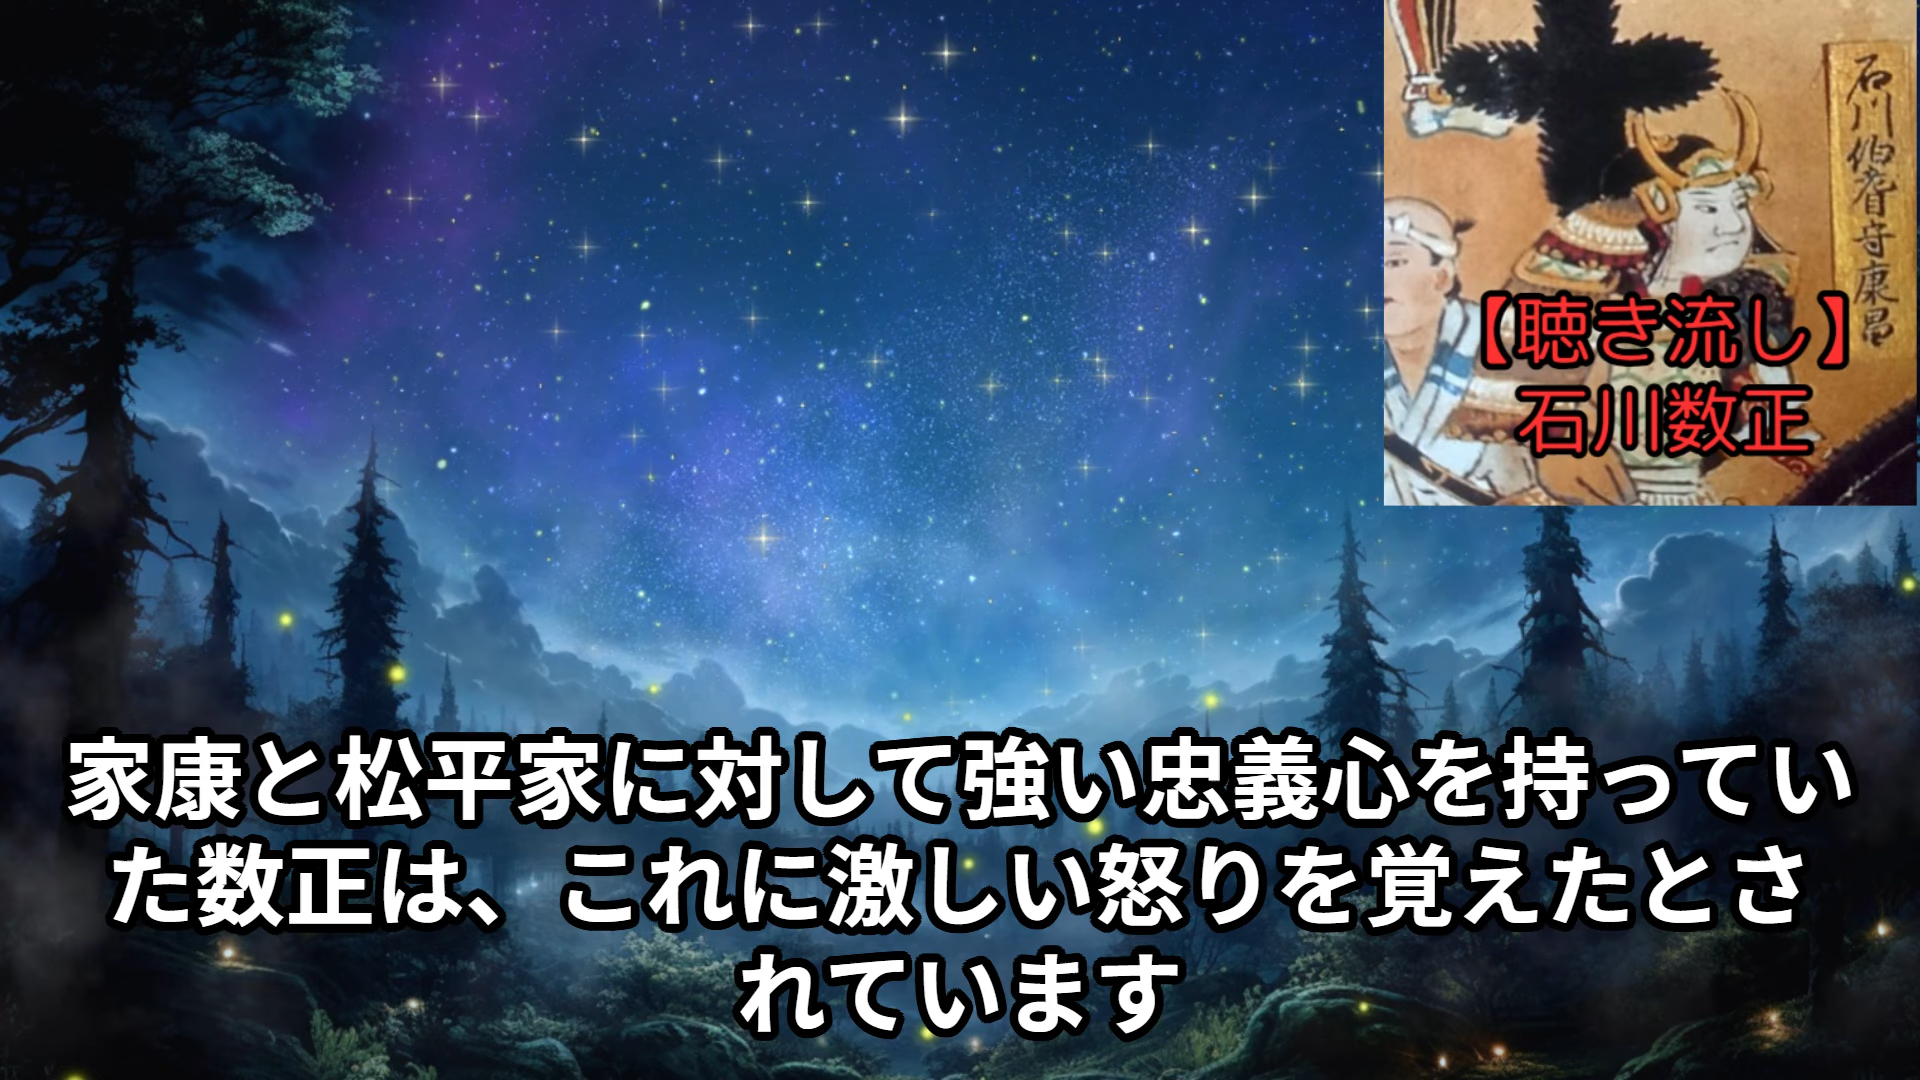 石川伯耆守康昌
【聴き流し】
石川数正
家康と松平家に対して強い忠義心を持ってい
た数正は、これに激しい怒りを覚えたとさ
れています